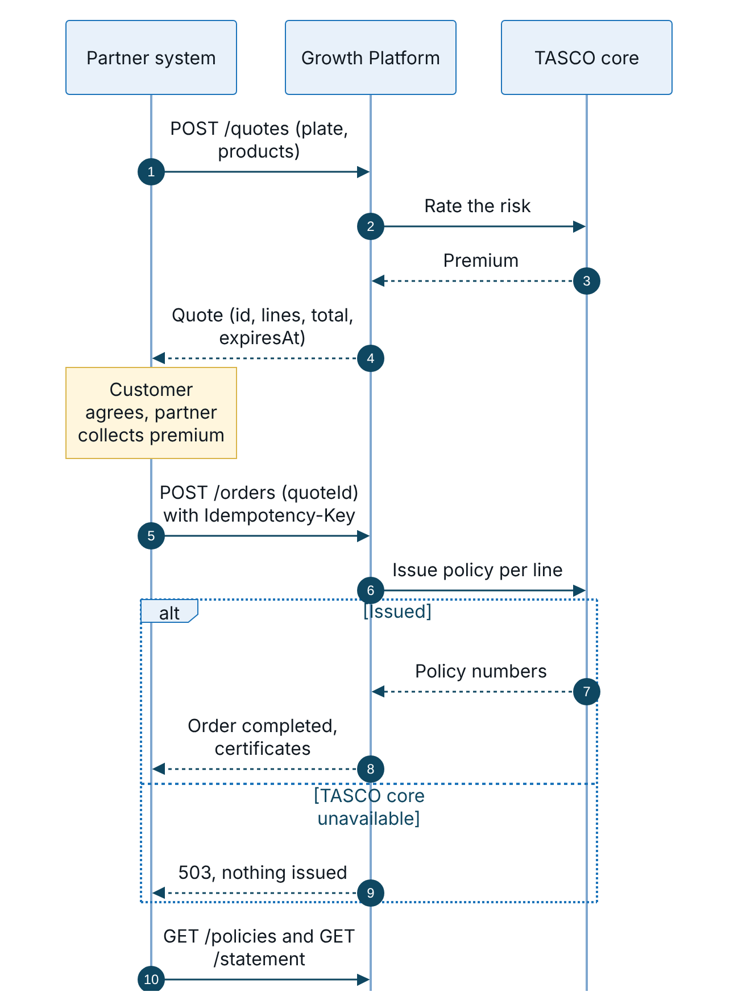 Partner system
Growth Platform
TASCO core
POST /quotes (plate,
products)
1
Rate the risk
2
Premium
3
Quote (id, lines, total,
expiresAt)
4
Customer
agrees, partner
collects premium
POST /orders (quoteId)
with Idempotency-Key
5
Issue policy per line
6
alt
[Issued]
Policy numbers
7
Order completed,
certificates
8
[TASCO core
unavailable]
503, nothing issued
9
GET /policies and GET
/statement
10